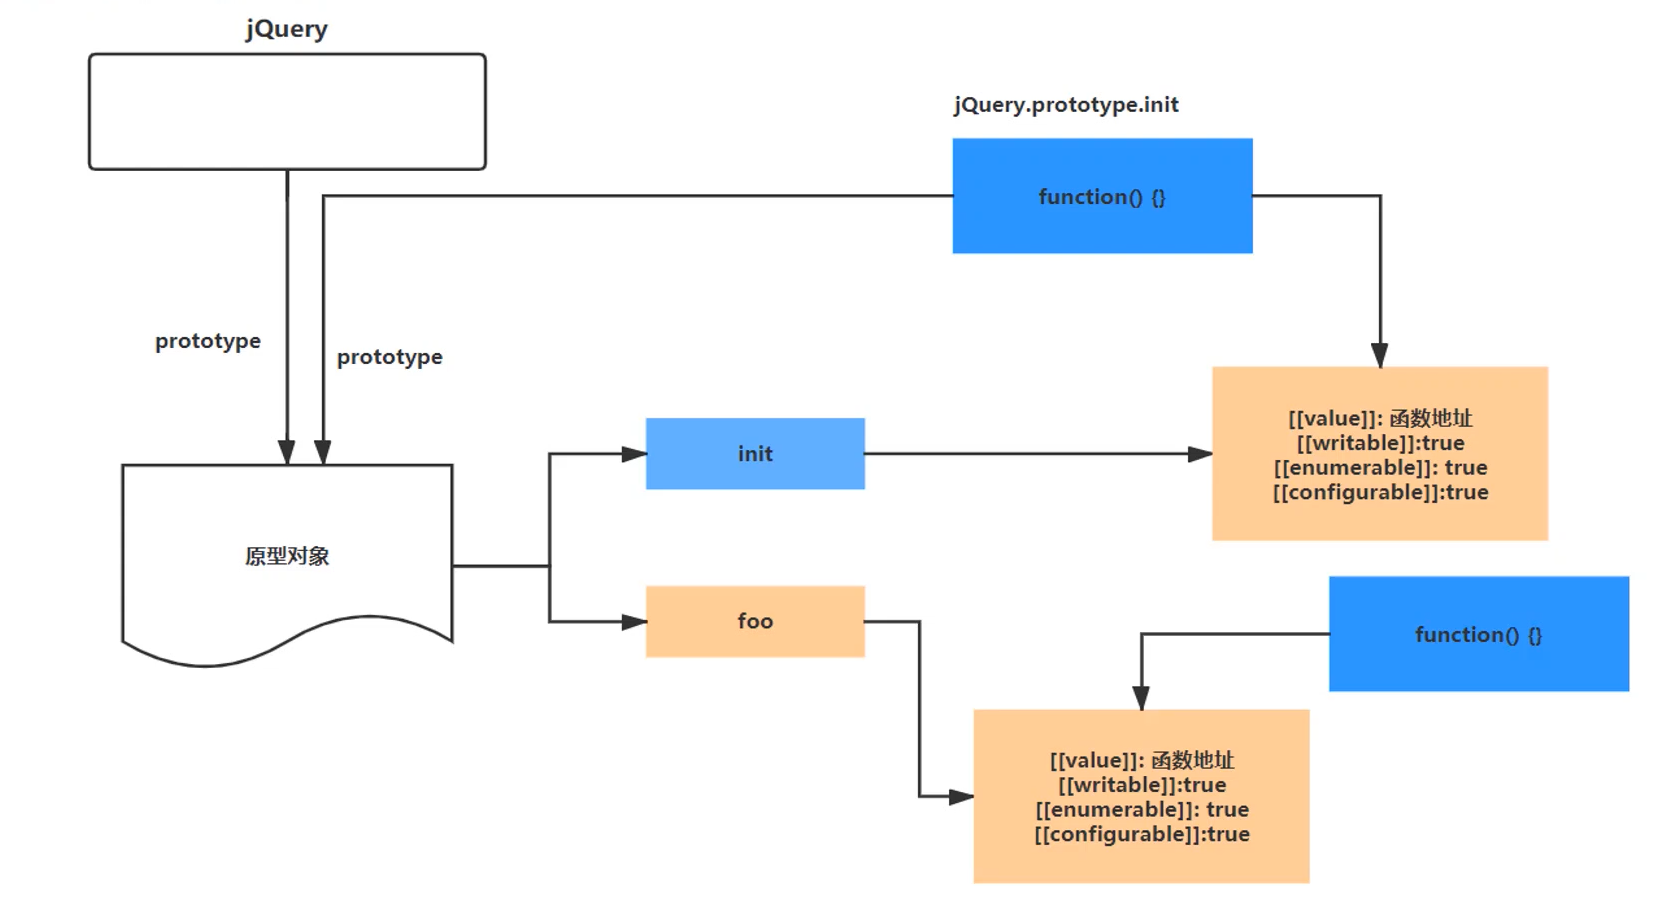 jQuery
jQuery.prototype.init
function() {}
prototype
prototype
[[value]]: 函数地址
[[writable]]:true
[[enumerable]]: true
[[configurable]]:true
init
原型对象
foo
function() {}
[[value]]: 函数地址
[[writable]]:true
[[enumerable]]: true
[[configurable]]:true